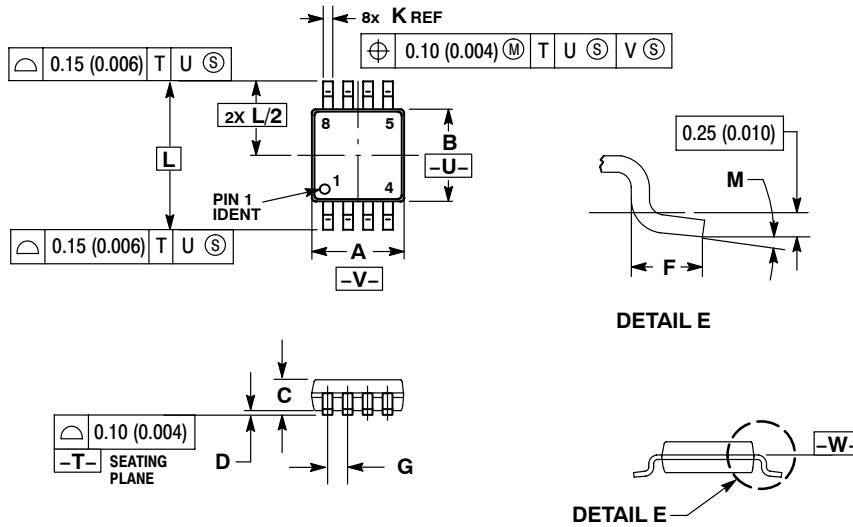 8x K REF
⌓ 0.15 (0.006) T U Ⓢ
⌖ 0.10 (0.004) Ⓜ T U Ⓢ V Ⓢ
2X L/2
8 5
B
–U–
L
PIN 1
IDENT
1 4
⌓ 0.15 (0.006) T U Ⓢ
A
–V–
0.25 (0.010)
M
F
DETAIL E
C
⌓ 0.10 (0.004)
–T– SEATING
PLANE
D
G
–W–
DETAIL E